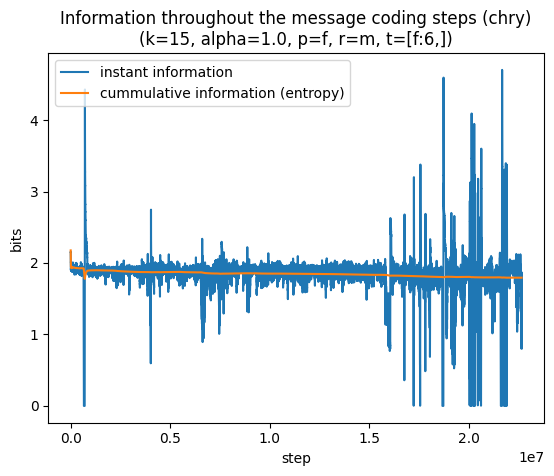 Information throughout the message coding steps (chry)
(k=15, alpha=1.0, p=f, r=m, t=[f:6,])
instant information
cummulative information (entropy)
4
3
2
1
0
bits
0.0 0.5 1.0 1.5 2.0
1e7
step